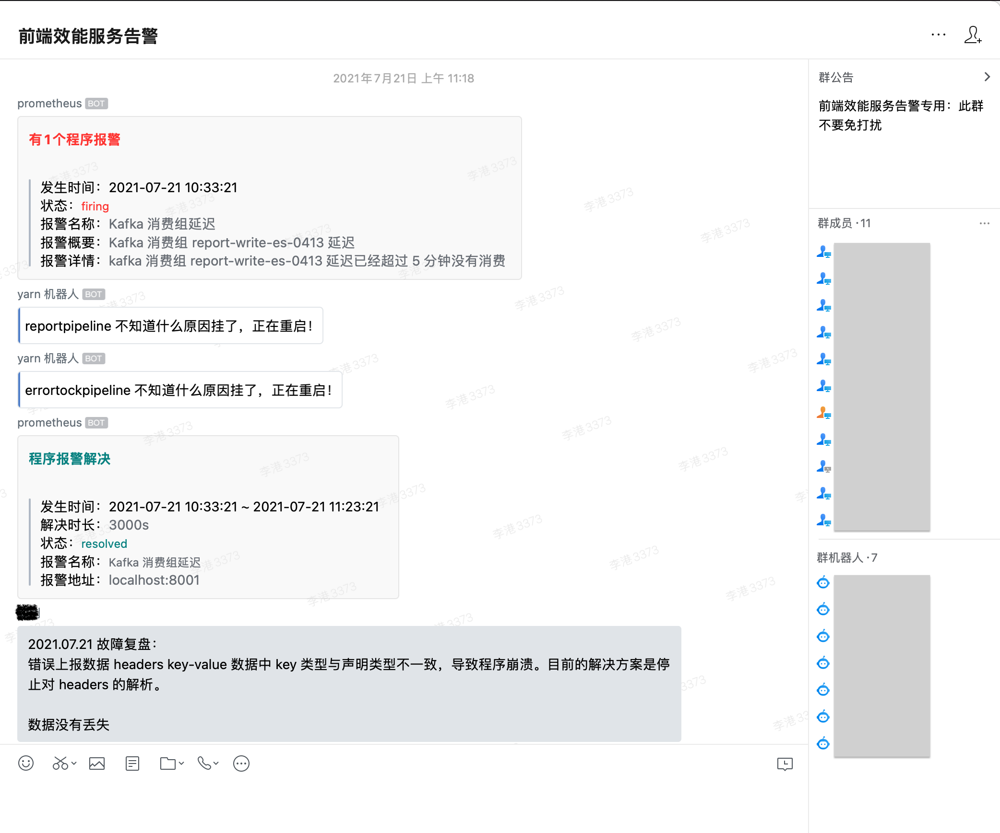 前端效能服务告警
2021年7月21日 上午 11:18
prometheus BOT
有1个程序报警
发生时间：2021-07-21 10:33:21
状态：firing
报警名称：Kafka 消费组延迟
报警概要：Kafka 消费组 report-write-es-0413 延迟
报警详情：kafka 消费组 report-write-es-0413 延迟已经超过 5 分钟没有消费
yarn 机器人 BOT
reportpipeline 不知道什么原因挂了，正在重启！
yarn 机器人 BOT
errortockpipeline 不知道什么原因挂了，正在重启！
prometheus BOT
程序报警解决
发生时间：2021-07-21 10:33:21 ~ 2021-07-21 11:23:21
解决时长：3000s
状态：resolved
报警名称：Kafka 消费组延迟
报警地址：localhost:8001
2021.07.21 故障复盘：
错误上报数据 headers key-value 数据中 key 类型与声明类型不一致，导致程序崩溃。目前的解决方案是停
止对 headers 的解析。
数据没有丢失
群公告
前端效能服务告警专用：此群
不要免打扰
群成员 · 11
群机器人 · 7
李港3373